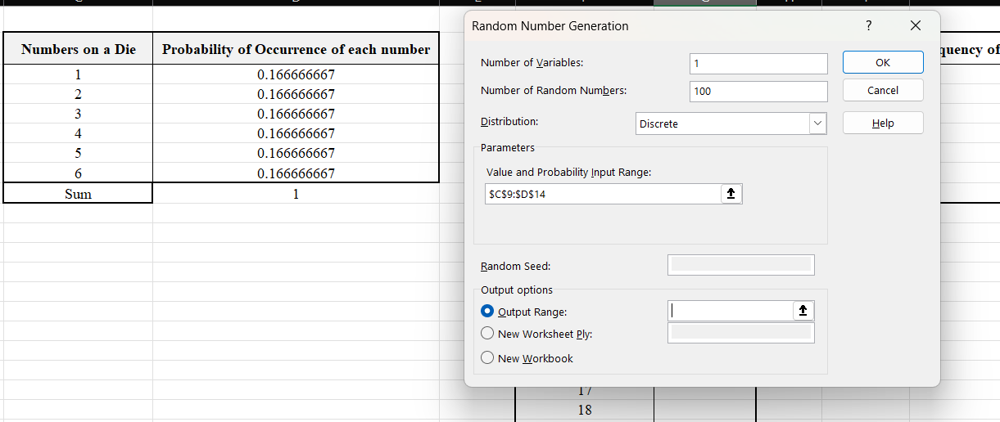 Numbers on a Die
Probability of Occurrence of each number
1
0.166666667
2
0.166666667
3
0.166666667
4
0.166666667
5
0.166666667
6
0.166666667
Sum
1
Random Number Generation
?
Number of Variables:
1
OK
Number of Random Numbers:
100
Cancel
Distribution:
Discrete
Help
Parameters
Value and Probability Input Range:
$C$9:$D$14
Random Seed:
Output options
Output Range:
New Worksheet Ply:
New Workbook
quency of
17
18